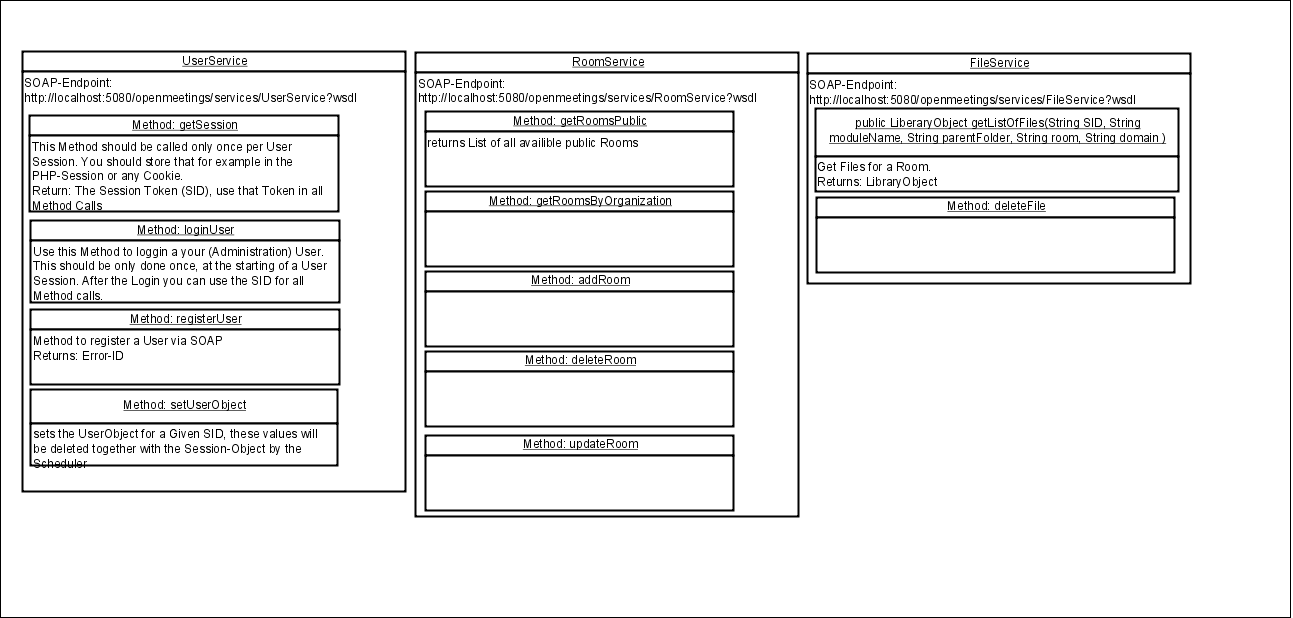 UserService
SOAP-Endpoint:
http://localhost:5080/openmeetings/services/UserService?wsdl
Method: getSession
This Method should be called only once per User
Session. You should store that for example in the
PHP-Session or any Cookie.
Return: The Session Token (SID), use that Token in all
Method Calls
Method: loginUser
Use this Method to loggin a your (Administration) User.
This should be only done once, at the starting of a User
Session. After the Login you can use the SID for all
Method calls.
Method: registerUser
Method to register a User via SOAP
Returns: Error-ID
Method: setUserObject
sets the UserObject for a Given SID, these values will
be deleted together with the Session-Object by the
Scheduler
RoomService
SOAP-Endpoint:
http://localhost:5080/openmeetings/services/RoomService?wsdl
Method: getRoomsPublic
returns List of all availible public Rooms
Method: getRoomsByOrganization
Method: addRoom
Method: deleteRoom
Method: updateRoom
FileService
SOAP-Endpoint:
http://localhost:5080/openmeetings/services/FileService?wsdl
public LiberaryObject getListOfFiles(String SID, String
moduleName, String parentFolder, String room, String domain )
Get Files for a Room.
Returns: LibraryObject
Method: deleteFile